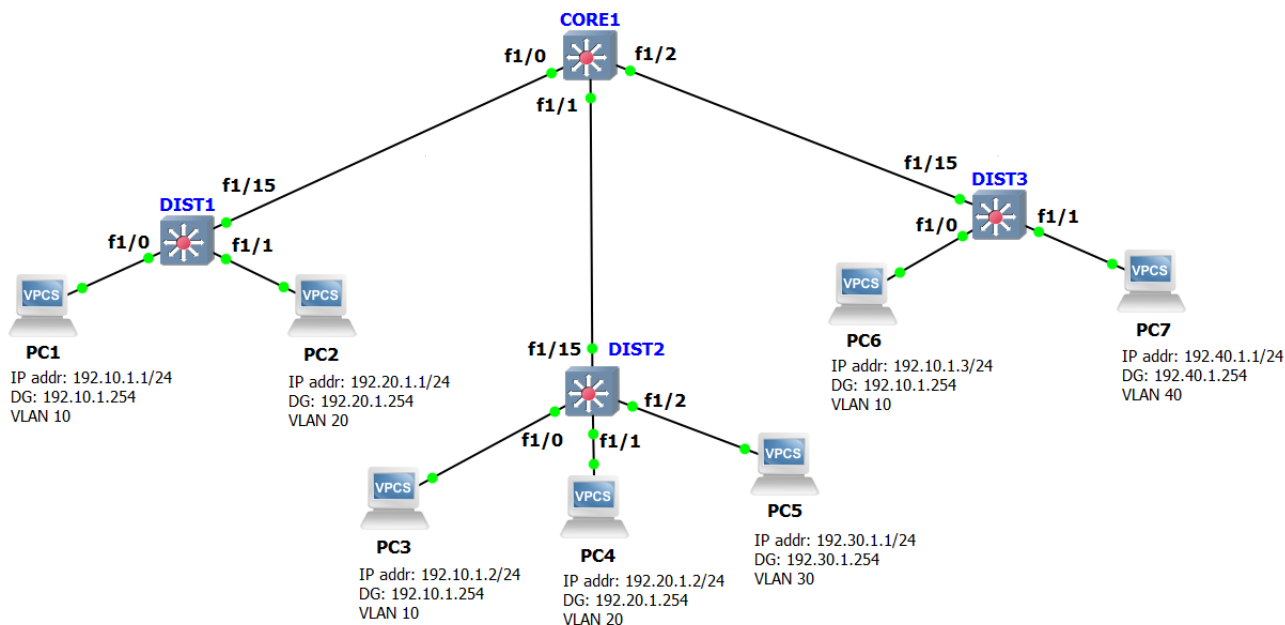 CORE1
f1/0
f1/2
f1/1
f1/15
DIST1
f1/0
f1/1
VPCS
VPCS
PC1
IP addr: 192.10.1.1/24
DG: 192.10.1.254
VLAN 10
PC2
IP addr: 192.20.1.1/24
DG: 192.20.1.254
VLAN 20
f1/15
DIST2
f1/2
f1/0
f1/1
VPCS
VPCS
VPCS
PC3
IP addr: 192.10.1.2/24
DG: 192.10.1.254
VLAN 10
PC4
IP addr: 192.20.1.2/24
DG: 192.20.1.254
VLAN 20
PC5
IP addr: 192.30.1.1/24
DG: 192.30.1.254
VLAN 30
f1/15
DIST3
f1/0
f1/1
VPCS
VPCS
PC6
IP addr: 192.10.1.3/24
DG: 192.10.1.254
VLAN 10
PC7
IP addr: 192.40.1.1/24
DG: 192.40.1.254
VLAN 40